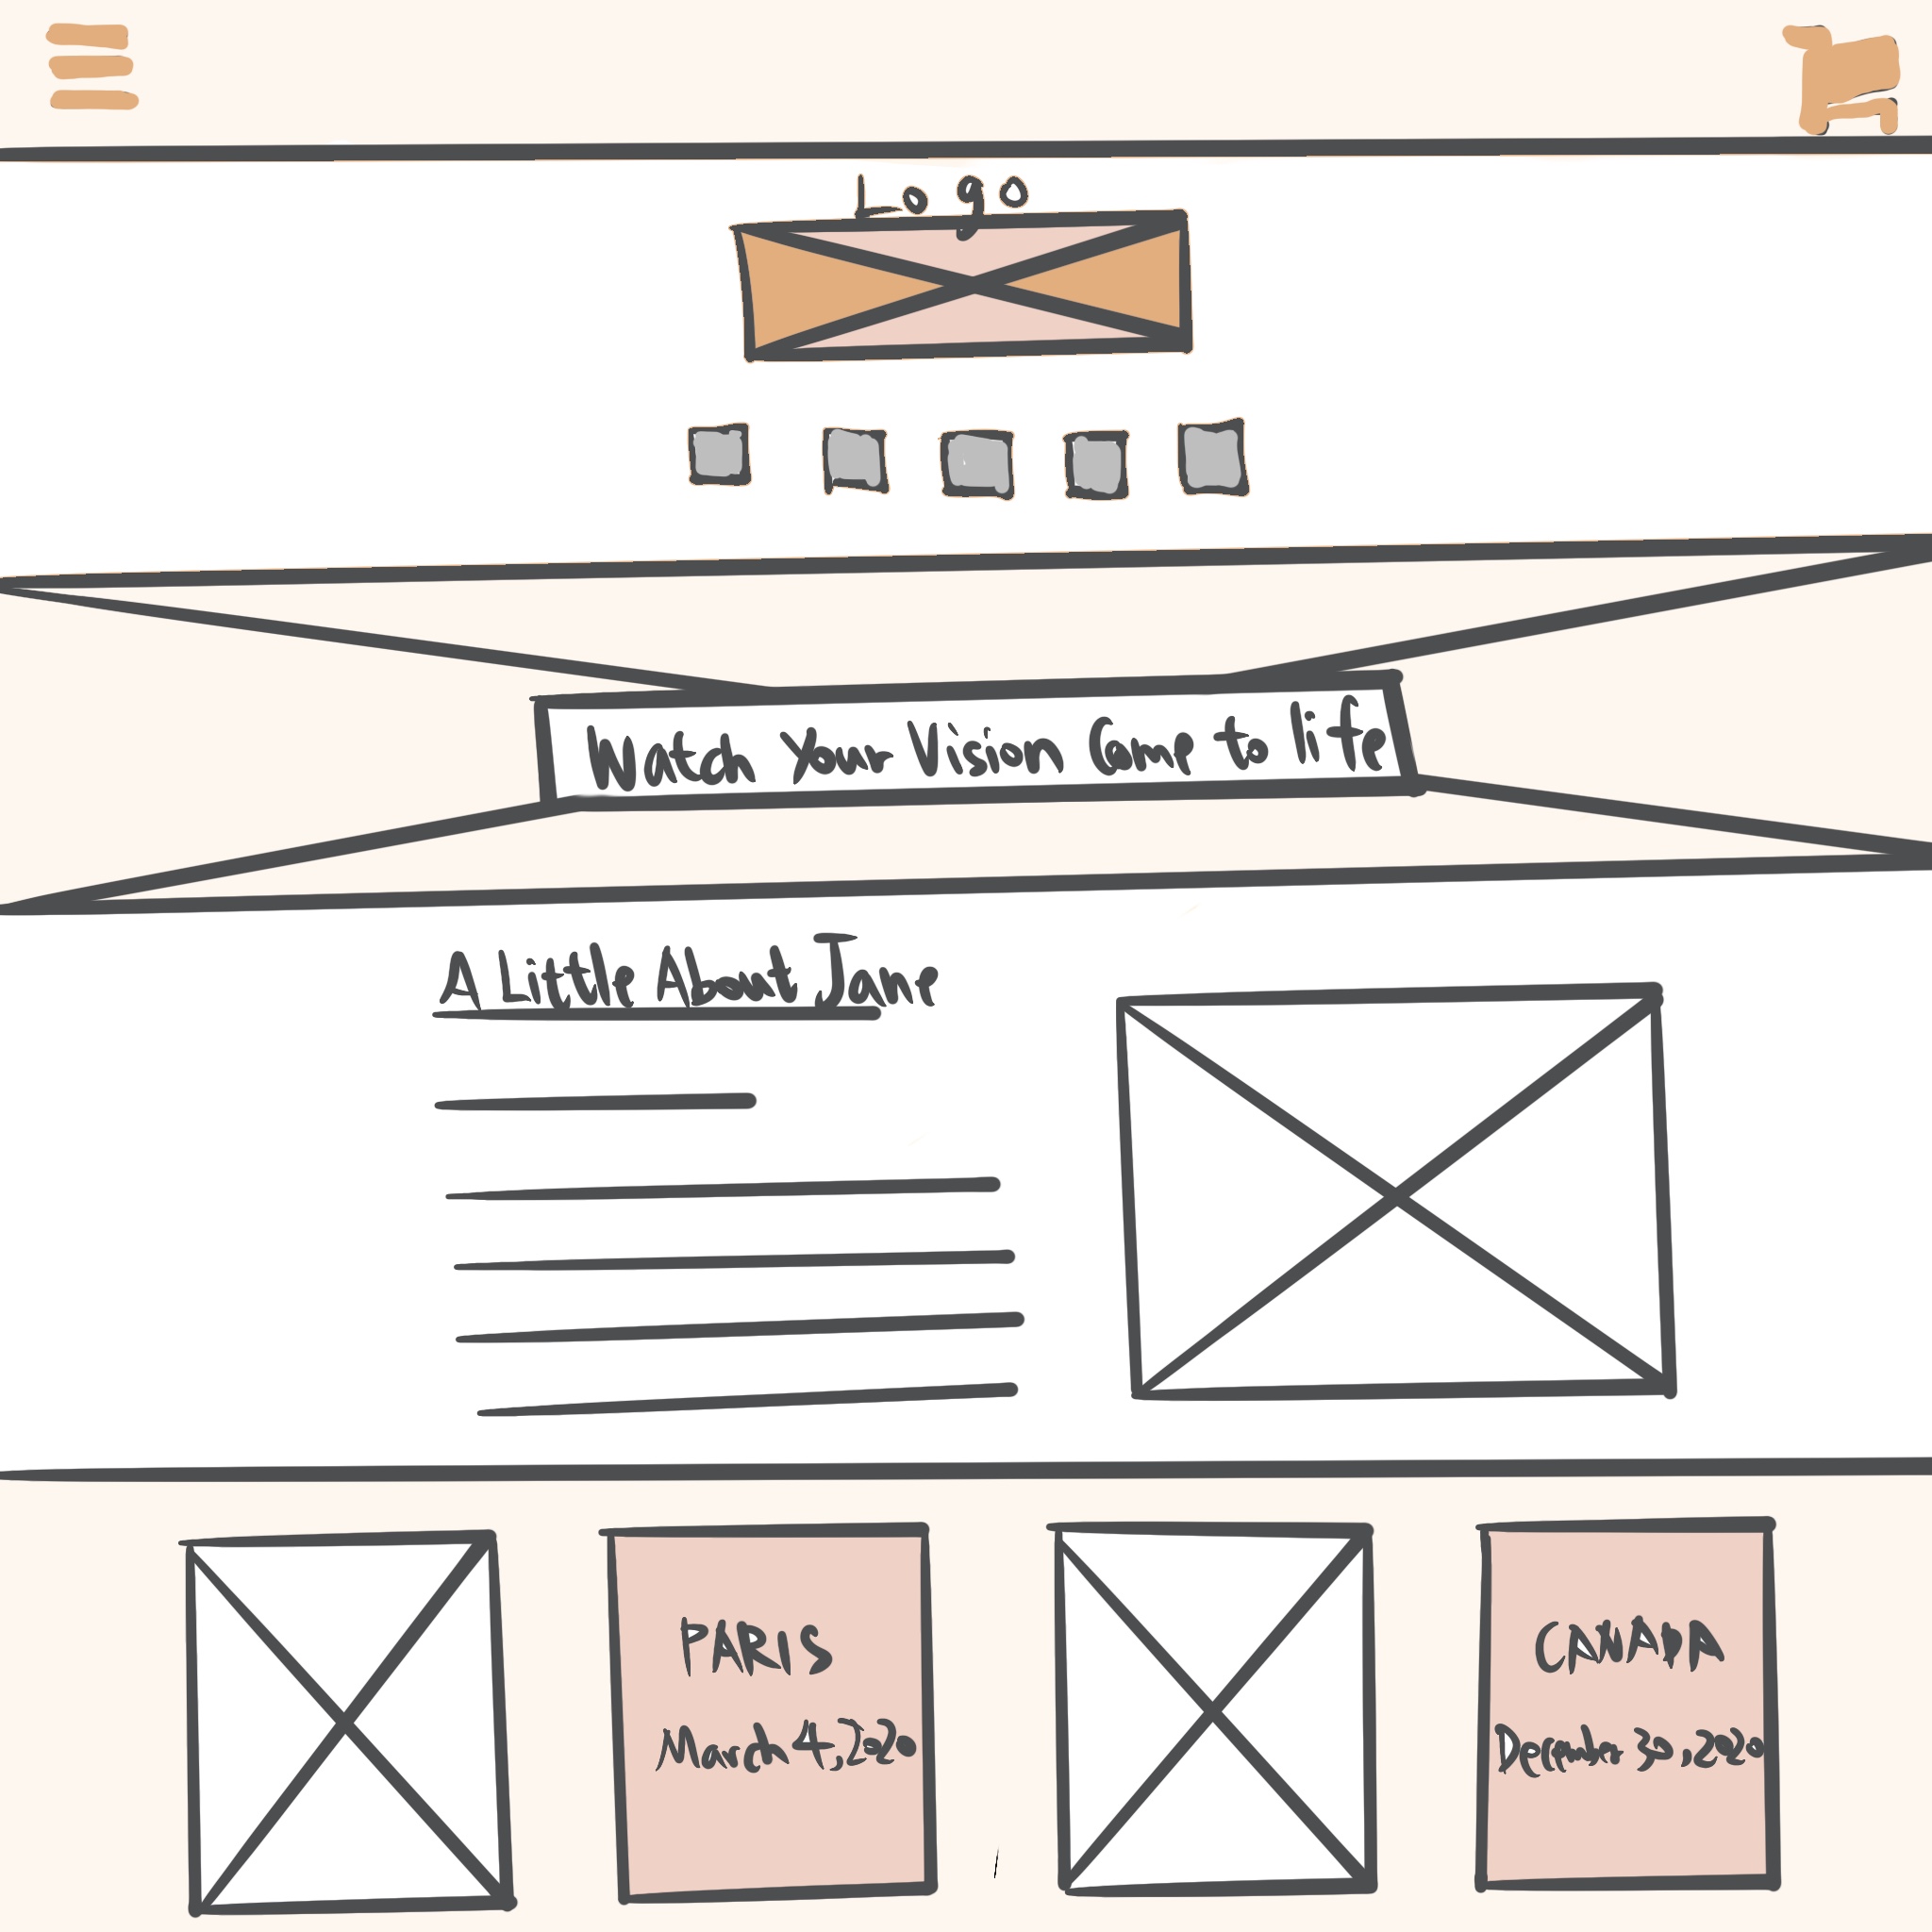 Logo
Watch Your Vision Come to life
A Little About Jane
PARIS
March 4, 2020
CANADA
December 30, 2020